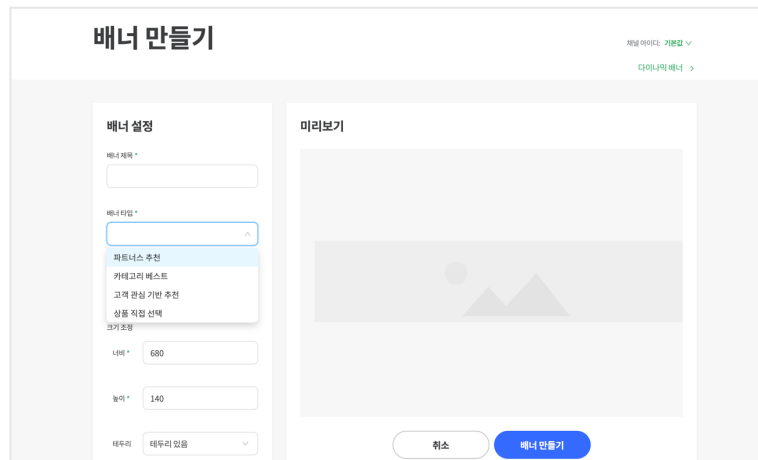 배너 만들기
채널 아이디: 기본값
다이나믹 배너
배너 설정
배너 제목 *
배너 타입 *
파트너스 추천
카테고리 베스트
고객 관심 기반 추천
상품 직접 선택
크기 조정
너비 * 680
높이 * 140
테두리 테두리 있음
미리보기
취소
배너 만들기